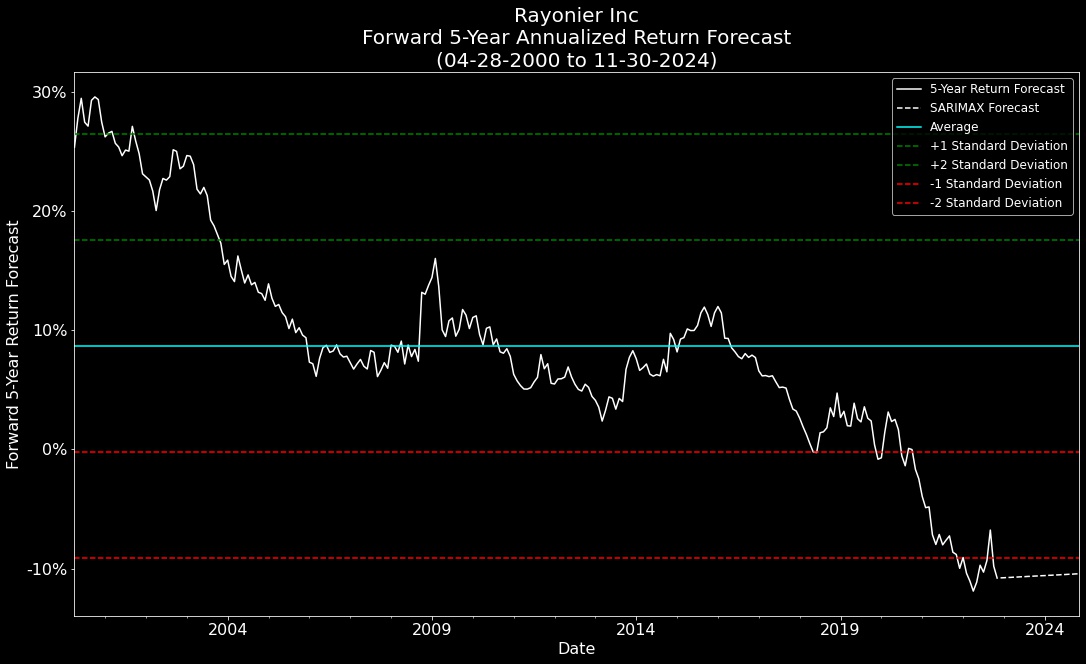 Rayonier Inc
Forward 5-Year Annualized Return Forecast
(04-28-2000 to 11-30-2024)
5-Year Return Forecast
SARIMAX Forecast
Average
+1 Standard Deviation
+2 Standard Deviation
-1 Standard Deviation
-2 Standard Deviation
Forward 5-Year Return Forecast
30%
20%
10%
0%
-10%
2004
2009
2014
2019
2024
Date